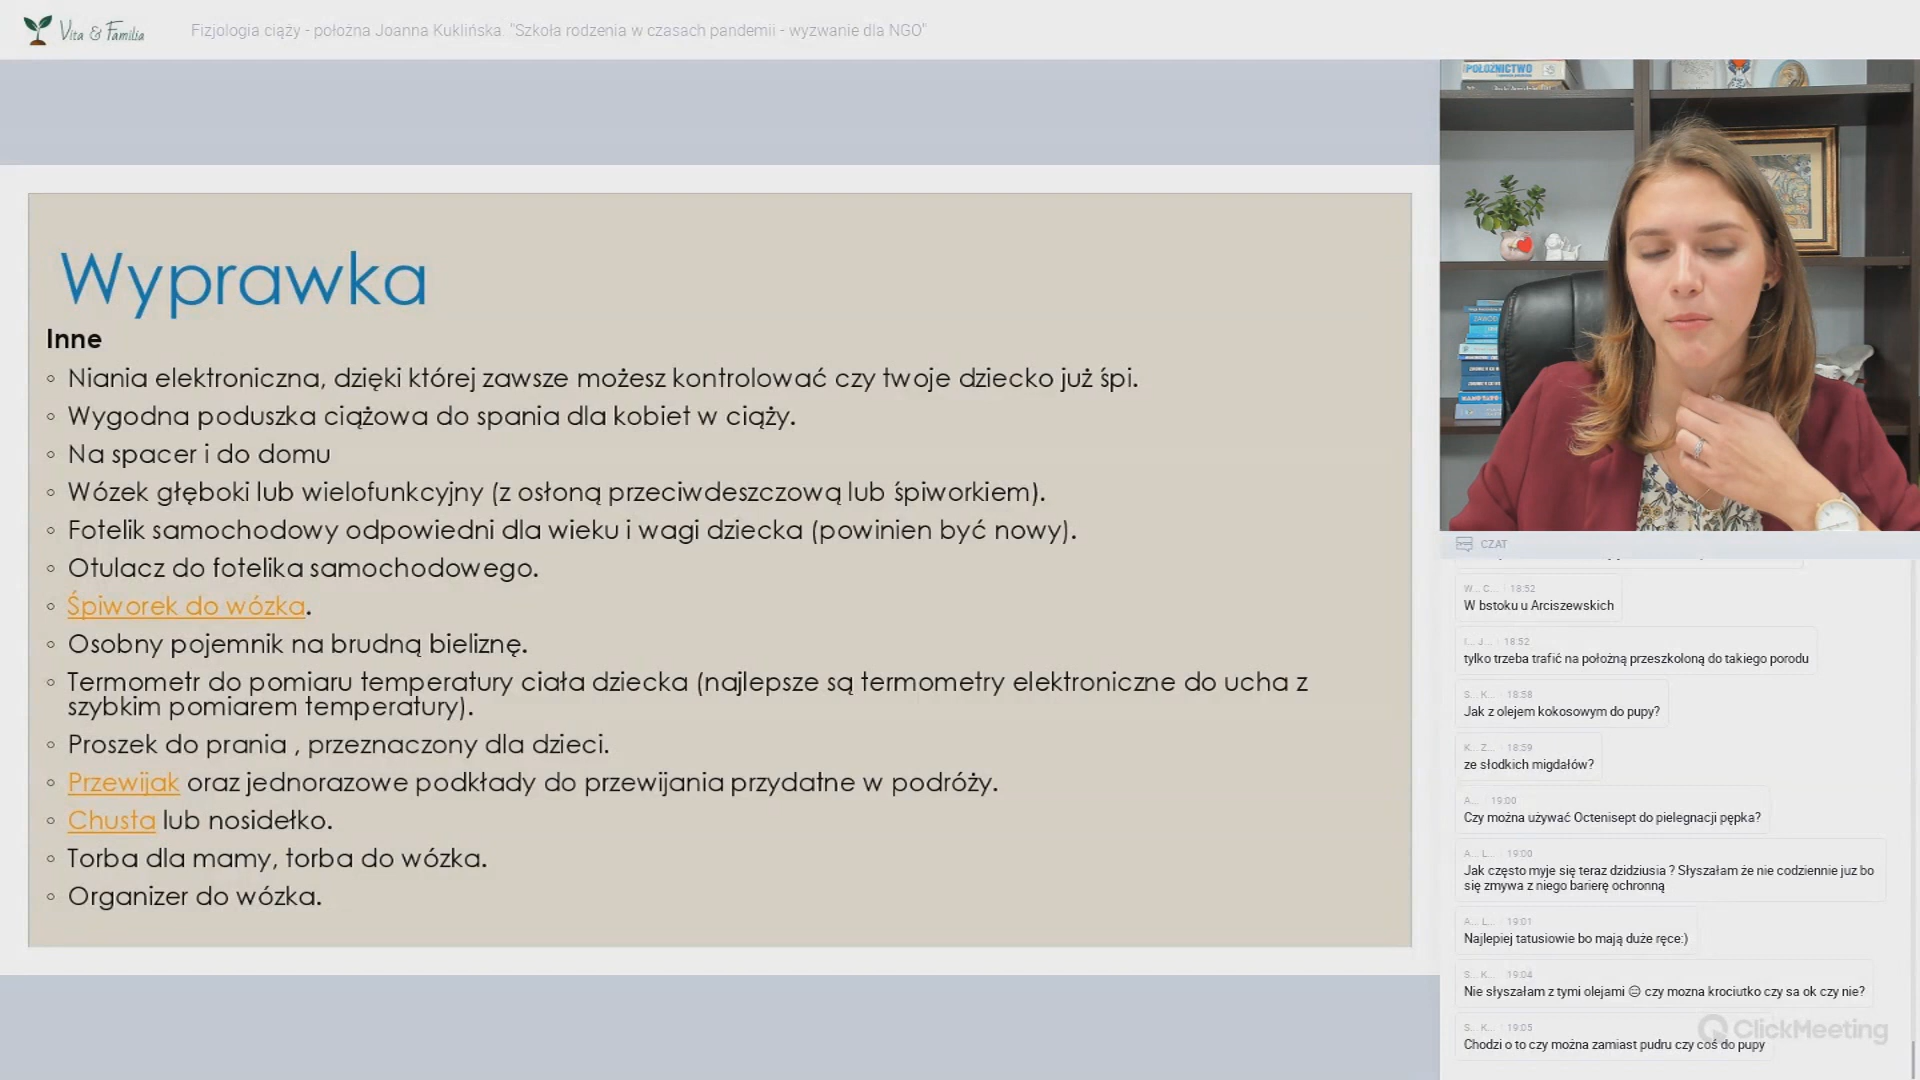 Vita & Familia
Fizjologia ciąży - położna Joanna Kuklińska. "Szkoła rodzenia w czasach pandemii - wyzwanie dla NGO"
POŁOŻNICTWO
Wyprawka
Inne
◦ Niania elektroniczna, dzięki której zawsze możesz kontrolować czy twoje dziecko już śpi.
◦ Wygodna poduszka ciążowa do spania dla kobiet w ciąży.
◦ Na spacer i do domu
◦ Wózek głęboki lub wielofunkcyjny (z osłoną przeciwdeszczową lub śpiworkiem).
◦ Fotelik samochodowy odpowiedni dla wieku i wagi dziecka (powinien być nowy).
◦ Otulacz do fotelika samochodowego.
◦ Śpiworek do wózka.
◦ Osobny pojemnik na brudną bieliznę.
◦ Termometr do pomiaru temperatury ciała dziecka (najlepsze są termometry elektroniczne do ucha z
szybkim pomiarem temperatury).
◦ Proszek do prania , przeznaczony dla dzieci.
◦ Przewijak oraz jednorazowe podkłady do przewijania przydatne w podróży.
◦ Chusta lub nosidełko.
◦ Torba dla mamy, torba do wózka.
◦ Organizer do wózka.
CZAT
W... C... 18:52
W bstoku u Arciszewskich
I... J... 18:52
tylko trzeba trafić na położną przeszkoloną do takiego porodu
S... K... 18:58
Jak z olejem kokosowym do pupy?
K... Z... 18:59
ze słodkich migdałów?
A... 19:00
Czy można używać Octenisept do pielegnacji pępka?
A... L... 19:00
Jak często myje się teraz dzidziusia ? Słyszałam że nie codziennie juz bo
się zmywa z niego barierę ochronną
A... L... 19:01
Najlepiej tatusiowie bo mają duże ręce:)
S... K... 19:04
Nie słyszałam z tymi olejami 😑 czy mozna krociutko czy sa ok czy nie?
S... K... 19:05
Chodzi o to czy można zamiast pudru czy coś do pupy
ClickMeeting